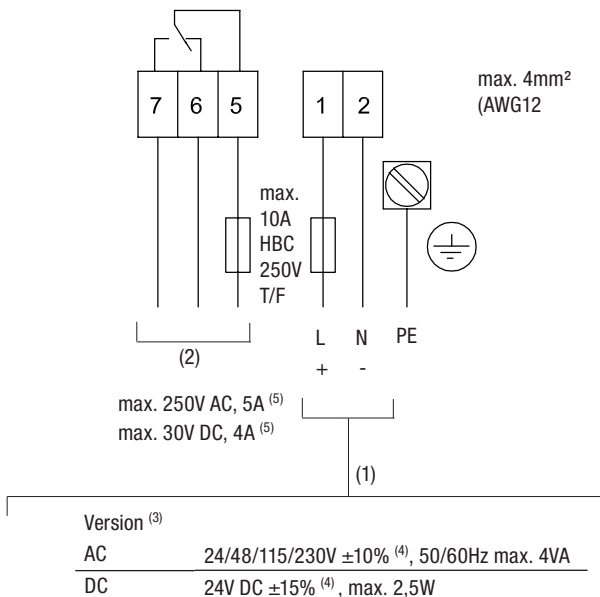 7 6 5 1 2
max. 4mm²
(AWG12
max.
10A
HBC
250V
T/F
L N PE
+ -
(2)
max. 250V AC, 5A (5)
max. 30V DC, 4A (5)
(1)
Version (3)
AC 24/48/115/230V ±10% (4), 50/60Hz max. 4VA
DC 24V DC ±15% (4) , max. 2,5W